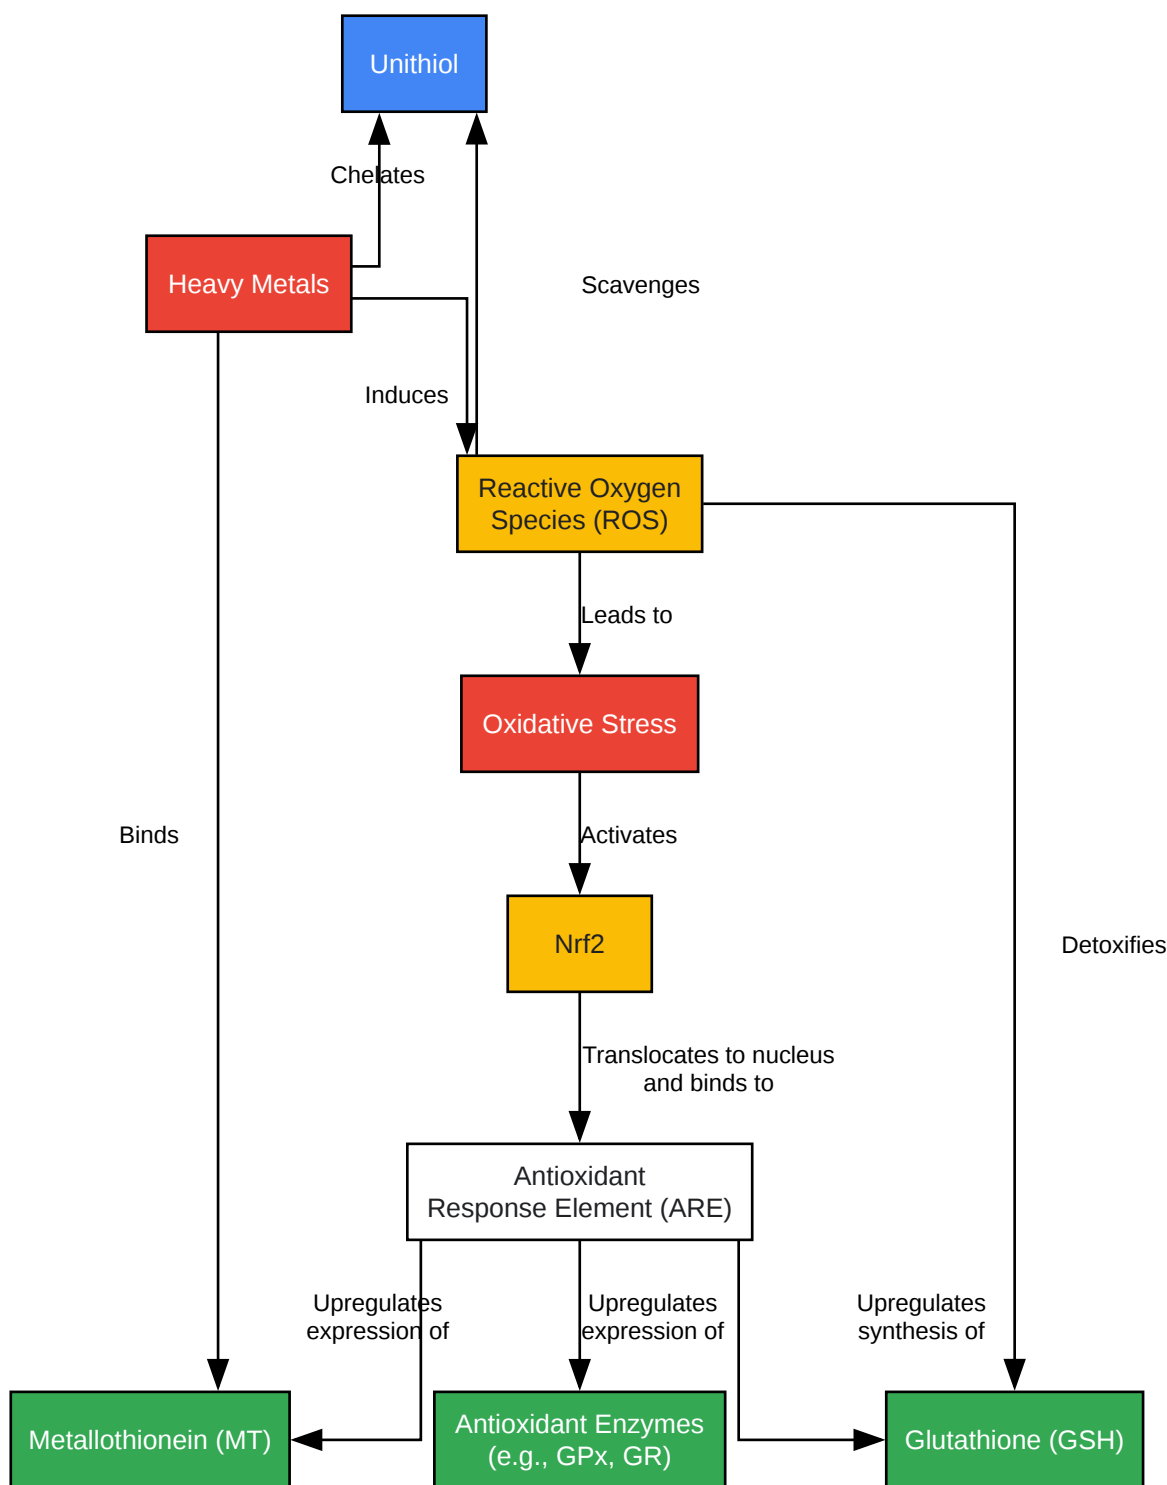 Unithiol
Chelates
Heavy Metals
Scavenges
Induces
Reactive Oxygen
Species (ROS)
Leads to
Oxidative Stress
Binds
Activates
Nrf2
Detoxifies
Translocates to nucleus
and binds to
Antioxidant
Response Element (ARE)
Upregulates
expression of
Upregulates
expression of
Upregulates
synthesis of
Metallothionein (MT)
Antioxidant Enzymes
(e.g., GPx, GR)
Glutathione (GSH)